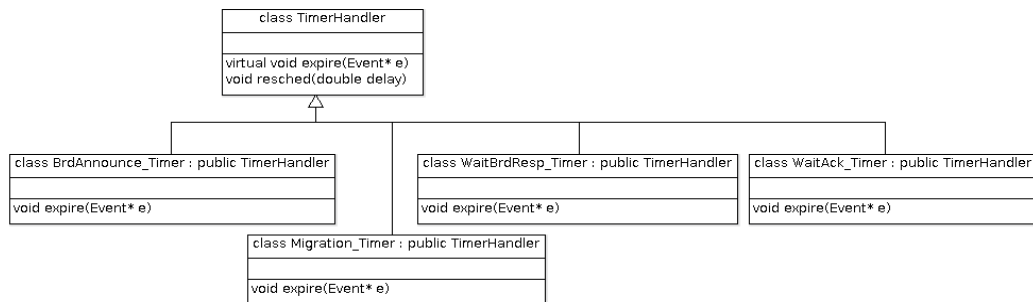 class TimerHandler
virtual void expire(Event* e)
void resched(double delay)
class BrdAnnounce_Timer : public TimerHandler
void expire(Event* e)
class WaitBrdResp_Timer : public TimerHandler
void expire(Event* e)
class WaitAck_Timer : public TimerHandler
void expire(Event* e)
class Migration_Timer : public TimerHandler
void expire(Event* e)